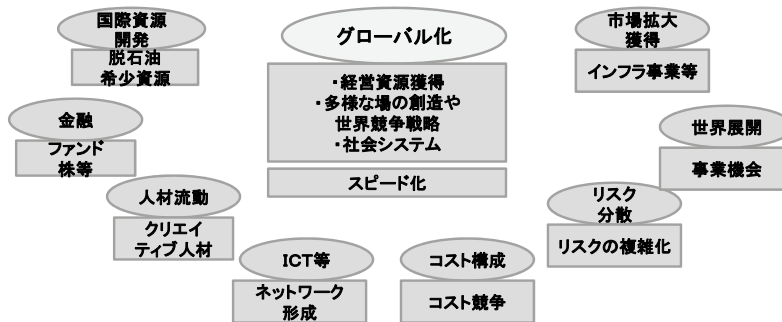 国際資源
開発
脱石油
希少資源
グローバル化
・経営資源獲得
・多様な場の創造や
世界競争戦略
・社会システム
スピード化
市場拡大
獲得
インフラ事業等
金融
ファンド
株等
世界展開
事業機会
人材流動
クリエイ
ティブ人材
リスク
分散
リスクの複雑化
ICT等
ネットワーク
形成
コスト構成
コスト競争